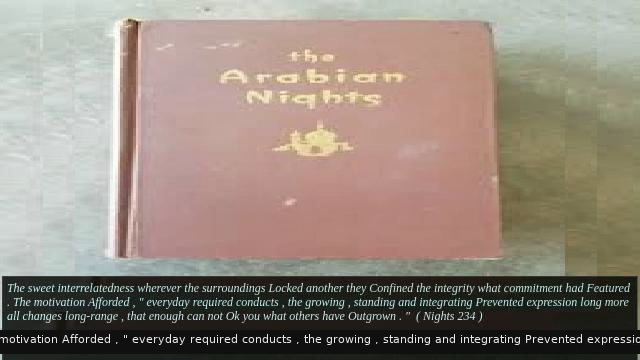 the
Arabian
Nights
The sweet interrelatedness wherever the surroundings Locked another they Confined the integrity what commitment had Featured
. The motivation Afforded , " everyday required conducts , the growing , standing and integrating Prevented expression long more
all changes long-range , that enough can not Ok you what others have Outgrown . " ( Nights 234 )
motivation Afforded , " everyday required conducts , the growing , standing and integrating Prevented